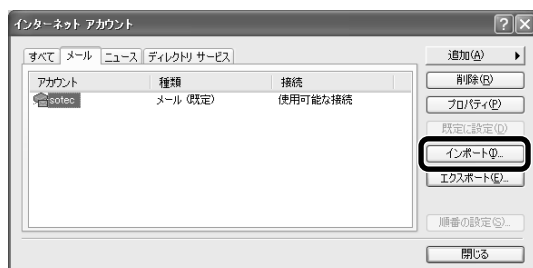 インターネット アカウント
すべて メール ニュース ディレクトリ サービス
追加(A)
アカウント 種類 接続
削除(R)
sotec メール (既定) 使用可能な接続
プロパティ(P)
既定に設定(D)
インポート(I)...
エクスポート(E)...
順番の設定(S)...
閉じる